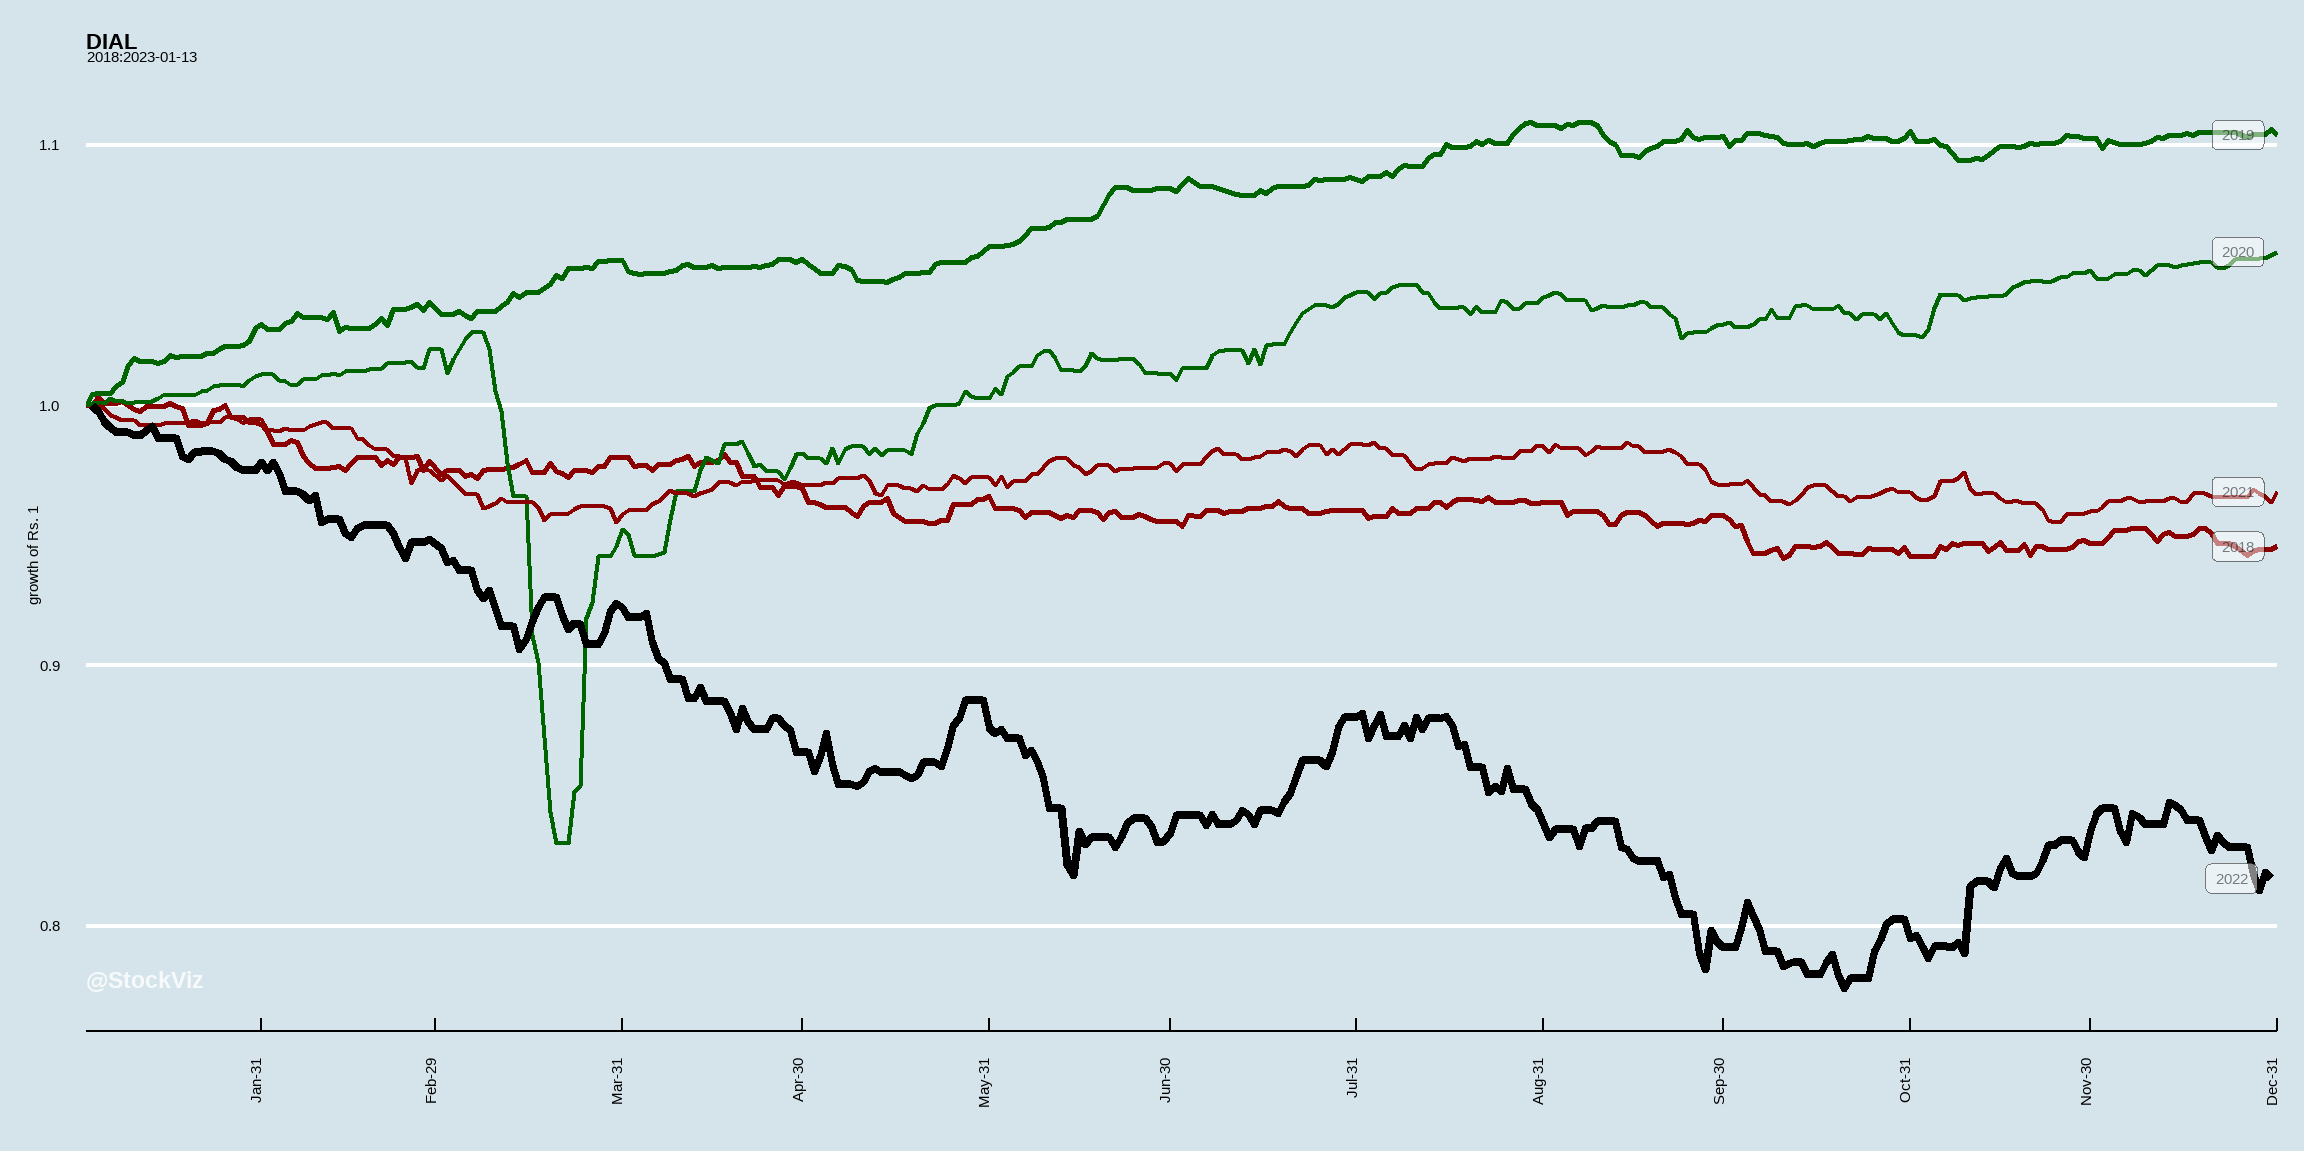 DIAL
2018:2023-01-13
1.1
1.0
0.9
0.8
growth of Rs. 1
2019
2020
2021
2018
2022
@StockViz
Jan-31
Feb-29
Mar-31
Apr-30
May-31
Jun-30
Jul-31
Aug-31
Sep-30
Oct-31
Nov-30
Dec-31